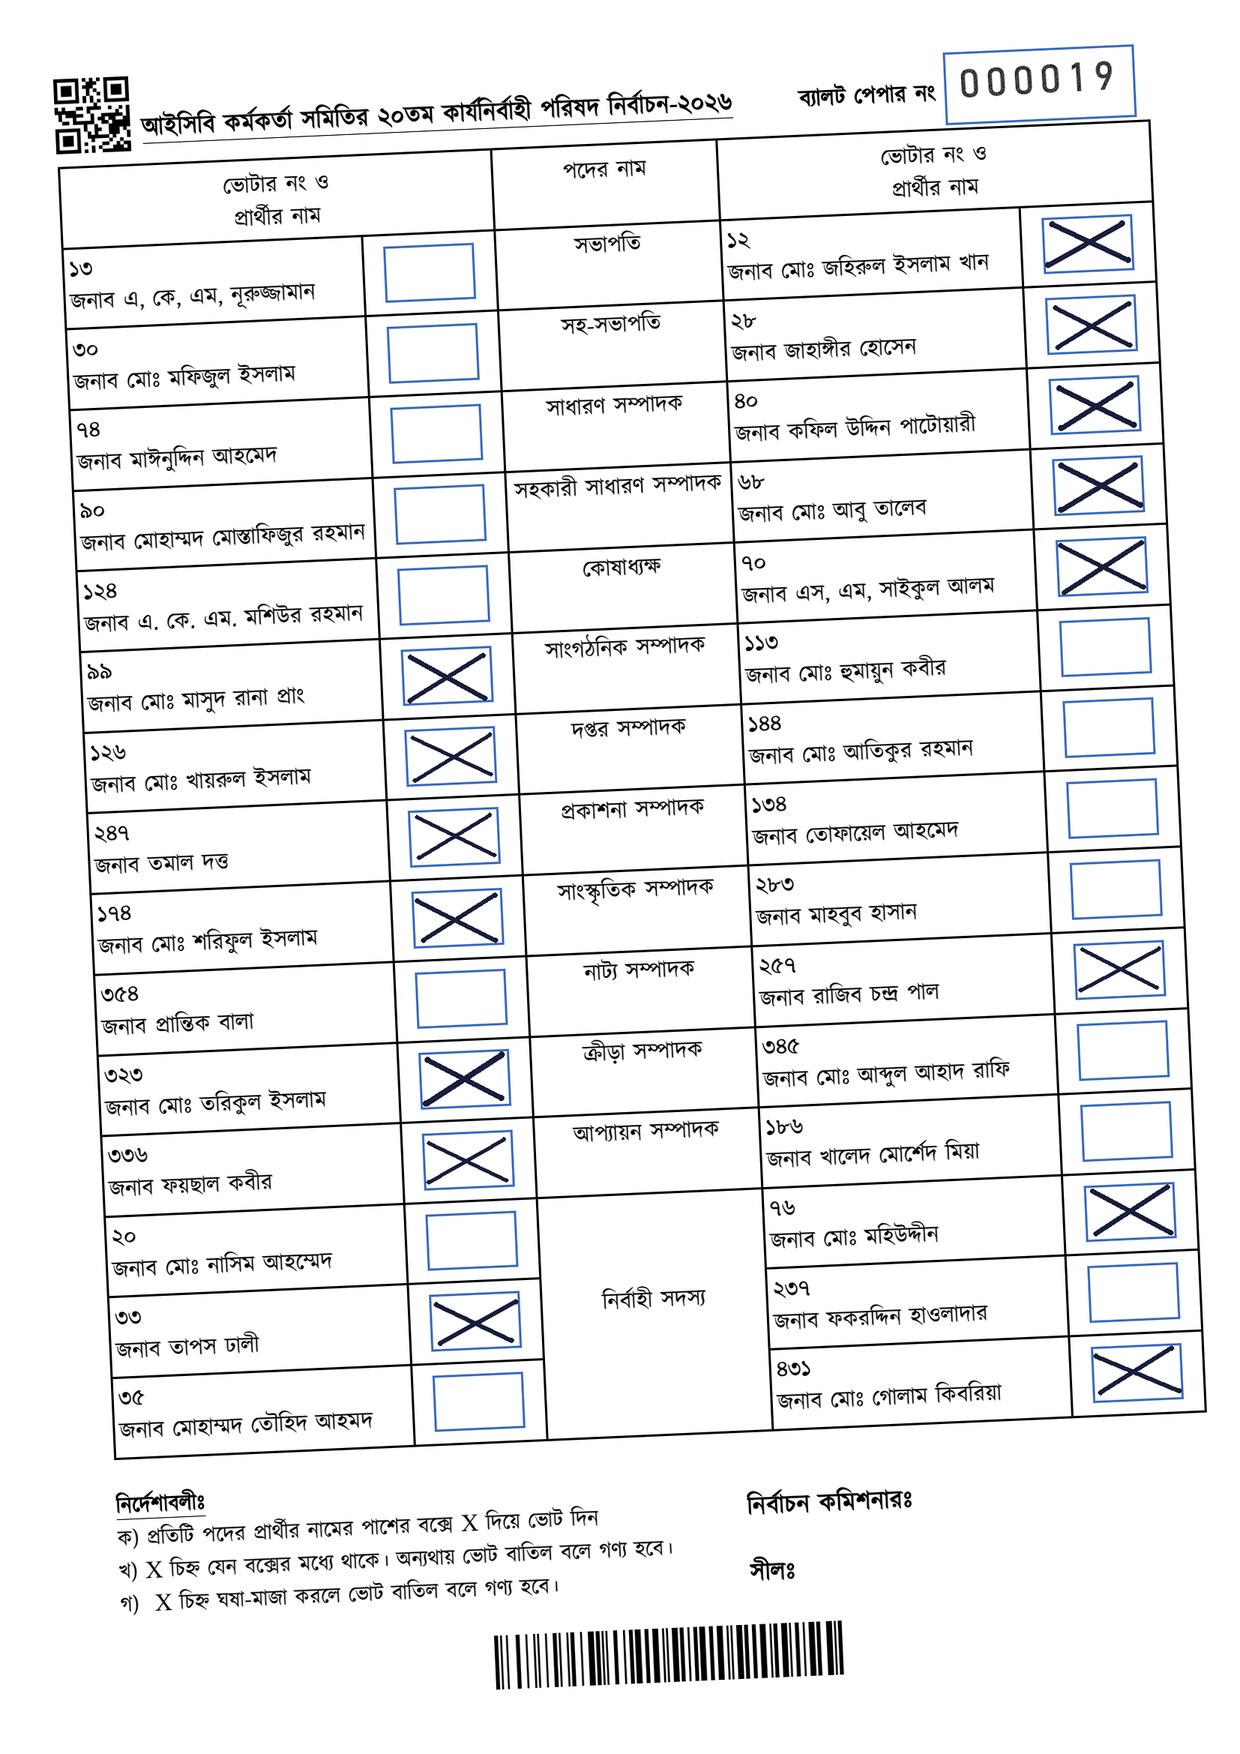 আইসিবি কর্মকর্তা সমিতির ২০তম কার্যনির্বাহী পরিষদ নির্বাচন-২০২৬
ব্যালট পেপার নং 000019
ভোটার নং ও
প্রার্থীর নাম
পদের নাম
ভোটার নং ও
প্রার্থীর নাম
১৩
জনাব এ, কে, এম, নূরুজ্জামান
সভাপতি
১২
জনাব মোঃ জহিরুল ইসলাম খান
৩০
জনাব মোঃ মফিজুল ইসলাম
সহ-সভাপতি
২৮
জনাব জাহাঙ্গীর হোসেন
৭৪
জনাব মাঈনুদ্দিন আহমেদ
সাধারণ সম্পাদক
৪০
জনাব কফিল উদ্দিন পাটোয়ারী
৯০
জনাব মোহাম্মদ মোস্তাফিজুর রহমান
সহকারী সাধারণ সম্পাদক
৬৮
জনাব মোঃ আবু তালেব
১২৪
জনাব এ. কে. এম. মশিউর রহমান
কোষাধ্যক্ষ
৭০
জনাব এস, এম, সাইকুল আলম
৯৯
জনাব মোঃ মাসুদ রানা প্রাং
সাংগঠনিক সম্পাদক
১১৩
জনাব মোঃ হুমায়ুন কবীর
১২৬
জনাব মোঃ খায়রুল ইসলাম
দপ্তর সম্পাদক
১৪৪
জনাব মোঃ আতিকুর রহমান
২৪৭
জনাব তমাল দত্ত
প্রকাশনা সম্পাদক
১৩৪
জনাব তোফায়েল আহমেদ
১৭৪
জনাব মোঃ শরিফুল ইসলাম
সাংস্কৃতিক সম্পাদক
২৮৩
জনাব মাহবুব হাসান
৩৫৪
জনাব প্রান্তিক বালা
নাট্য সম্পাদক
২৫৭
জনাব রাজিব চন্দ্র পাল
৩২৩
জনাব মোঃ তরিকুল ইসলাম
ক্রীড়া সম্পাদক
৩৪৫
জনাব মোঃ আব্দুল আহাদ রাফি
৩৩৬
জনাব ফয়ছাল কবীর
আপ্যায়ন সম্পাদক
১৮৬
জনাব খালেদ মোর্শেদ মিয়া
২০
জনাব মোঃ নাসিম আহম্মেদ
নির্বাহী সদস্য
৭৬
জনাব মোঃ মহিউদ্দীন
৩৩
জনাব তাপস ঢালী
২৩৭
জনাব ফকরদ্দিন হাওলাদার
৩৫
জনাব মোহাম্মদ তৌহিদ আহমদ
৪৩১
জনাব মোঃ গোলাম কিবরিয়া
নির্দেশাবলীঃ
ক) প্রতিটি পদের প্রার্থীর নামের পাশের বক্সে X দিয়ে ভোট দিন
খ) X চিহ্ন যেন বক্সের মধ্যে থাকে। অন্যথায় ভোট বাতিল বলে গণ্য হবে।
গ) X চিহ্ন ঘষা-মাজা করলে ভোট বাতিল বলে গণ্য হবে।
নির্বাচন কমিশনারঃ
সীলঃ